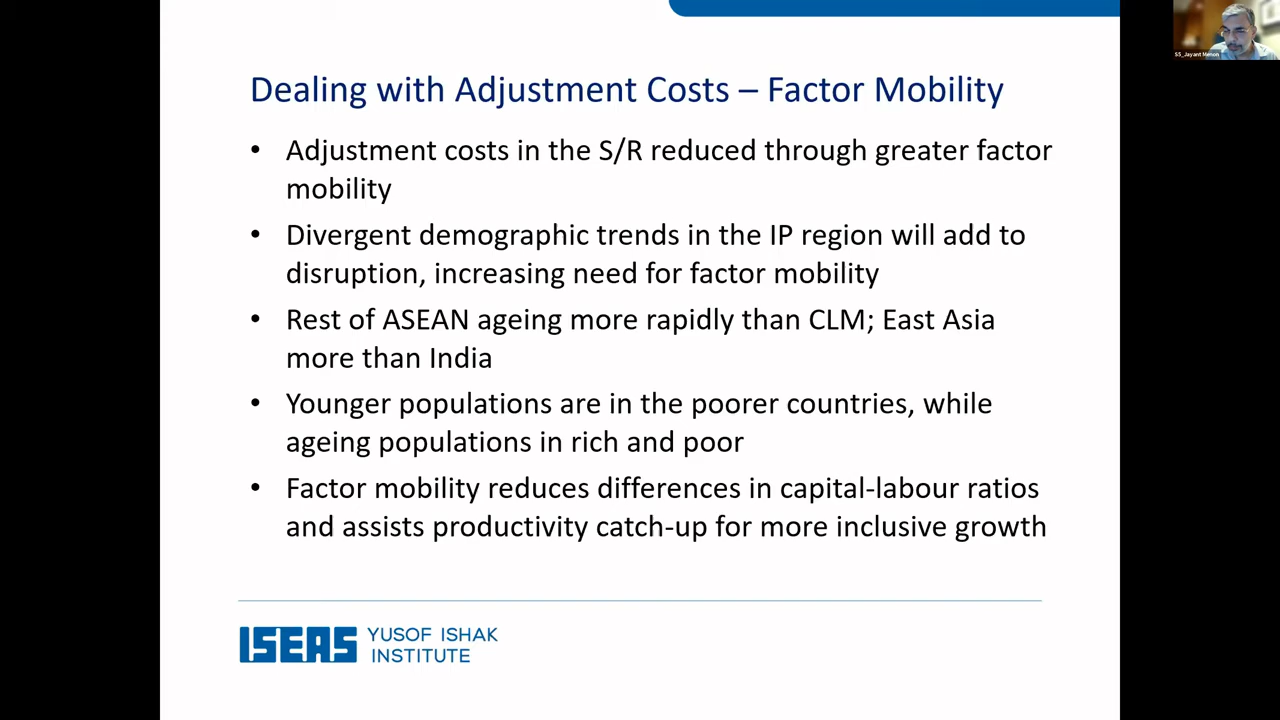 S5_Jayant Menon
Dealing with Adjustment Costs – Factor Mobility
• Adjustment costs in the S/R reduced through greater factor
mobility
• Divergent demographic trends in the IP region will add to
disruption, increasing need for factor mobility
• Rest of ASEAN ageing more rapidly than CLM; East Asia
more than India
• Younger populations are in the poorer countries, while
ageing populations in rich and poor
• Factor mobility reduces differences in capital-labour ratios
and assists productivity catch-up for more inclusive growth
ISEAS YUSOF ISHAK
INSTITUTE